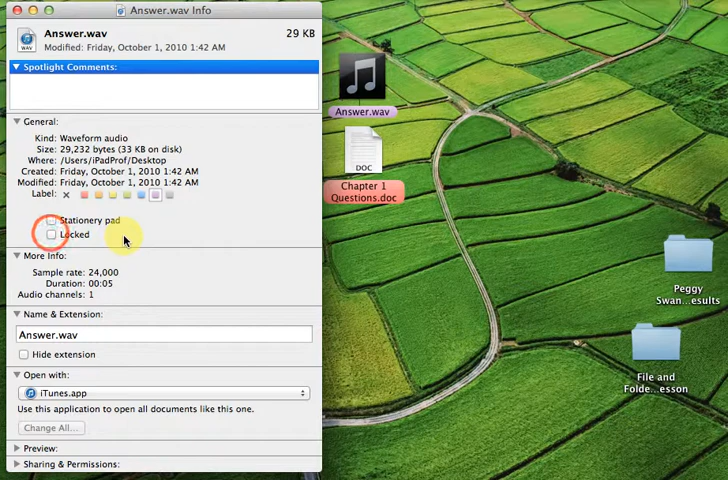 Answer.wav Info
Answer.wav 29 KB
Modified: Friday, October 1, 2010 1:42 AM
WAV
Spotlight Comments:
General:
Kind: Waveform audio
Size: 29,232 bytes (33 KB on disk)
Where: /Users/iPadProf/Desktop
Created: Friday, October 1, 2010 1:42 AM
Modified: Friday, October 1, 2010 1:42 AM
Label:
Stationery pad
Locked
More Info:
Sample rate: 24,000
Duration: 00:05
Audio channels: 1
Name & Extension:
Answer.wav
Hide extension
Open with:
iTunes.app
Use this application to open all documents like this one.
Change All...
Preview:
Sharing & Permissions:
Answer.wav
DOC
Chapter 1
Questions.doc
Peggy
Swan...esults
File and
Folde...esson